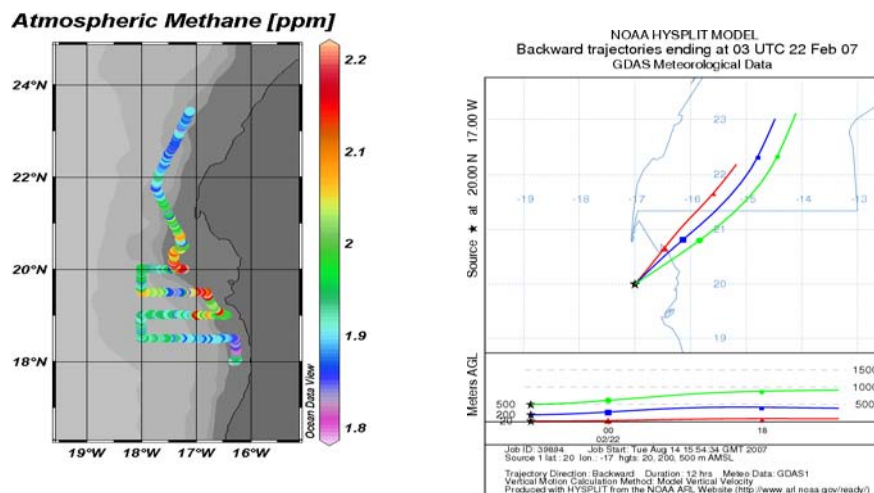 Atmospheric Methane [ppm]
24°N
22°N
20°N
18°N
19°W 18°W 17°W 16°W
2.2
2.1
2
1.9
1.8
Ocean Data View
NOAA HYSPLIT MODEL
Backward trajectories ending at 03 UTC 22 Feb 07
GDAS Meteorological Data
Source ★ at 20.00 N 17.00 W
23
22
-19 -18 -17 -16 -15 -14 -13
21
20
19
Meters AGL
1500
1000
500 500
200
20
00 18
02/22
Job ID: 39894 Job Start: Tue Aug 14 15:54:34 GMT 2007
Source 1 lat.: 20 lon.: -17 hgts: 20, 200, 500 m AMSL
Trajectory Direction: Backward Duration: 12 hrs Meteo Data: GDAS1
Vertical Motion Calculation Method: Model Vertical Velocity
Produced with HYSPLIT from the NOAA ARL Website (http://www.arl.noaa.gov/ready/)